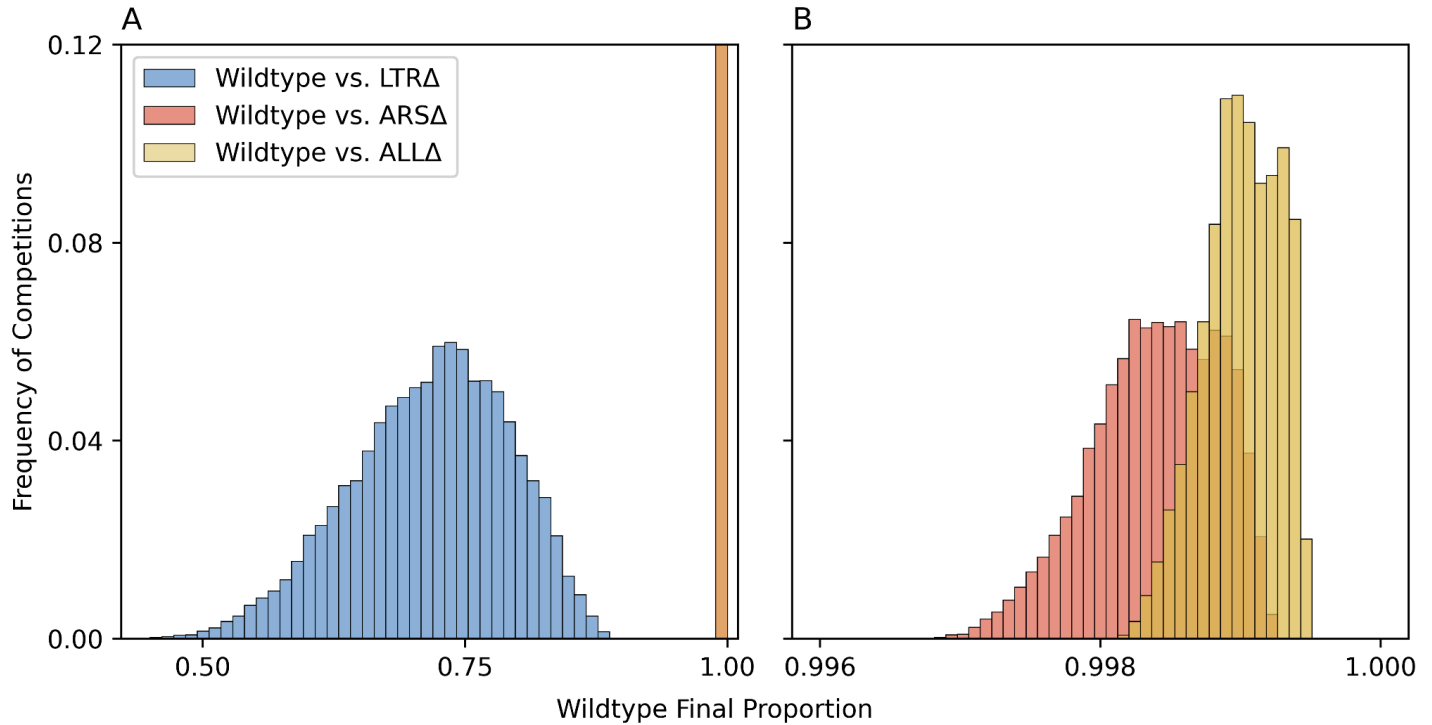 A
B
0.12
0.08
0.04
0.00
Frequency of Competitions
Wildtype vs. LTRΔ
Wildtype vs. ARSΔ
Wildtype vs. ALLΔ
0.50
0.75
1.00
0.996
0.998
1.000
Wildtype Final Proportion